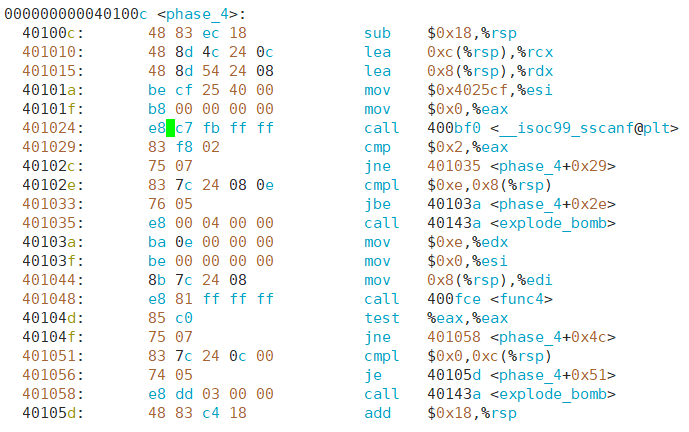 000000000040100c <phase_4>:
40100c: 48 83 ec 18 sub $0x18,%rsp
401010: 48 8d 4c 24 0c lea 0xc(%rsp),%rcx
401015: 48 8d 54 24 08 lea 0x8(%rsp),%rdx
40101a: be cf 25 40 00 mov $0x4025cf,%esi
40101f: b8 00 00 00 00 mov $0x0,%eax
401024: e8 c7 fb ff ff call 400bf0 <__isoc99_sscanf@plt>
401029: 83 f8 02 cmp $0x2,%eax
40102c: 75 07 jne 401035 <phase_4+0x29>
40102e: 83 7c 24 08 0e cmpl $0xe,0x8(%rsp)
401033: 76 05 jbe 40103a <phase_4+0x2e>
401035: e8 00 04 00 00 call 40143a <explode_bomb>
40103a: ba 0e 00 00 00 mov $0xe,%edx
40103f: be 00 00 00 00 mov $0x0,%esi
401044: 8b 7c 24 08 mov 0x8(%rsp),%edi
401048: e8 81 ff ff ff call 400fce <func4>
40104d: 85 c0 test %eax,%eax
40104f: 75 07 jne 401058 <phase_4+0x4c>
401051: 83 7c 24 0c 00 cmpl $0x0,0xc(%rsp)
401056: 74 05 je 40105d <phase_4+0x51>
401058: e8 dd 03 00 00 call 40143a <explode_bomb>
40105d: 48 83 c4 18 add $0x18,%rsp